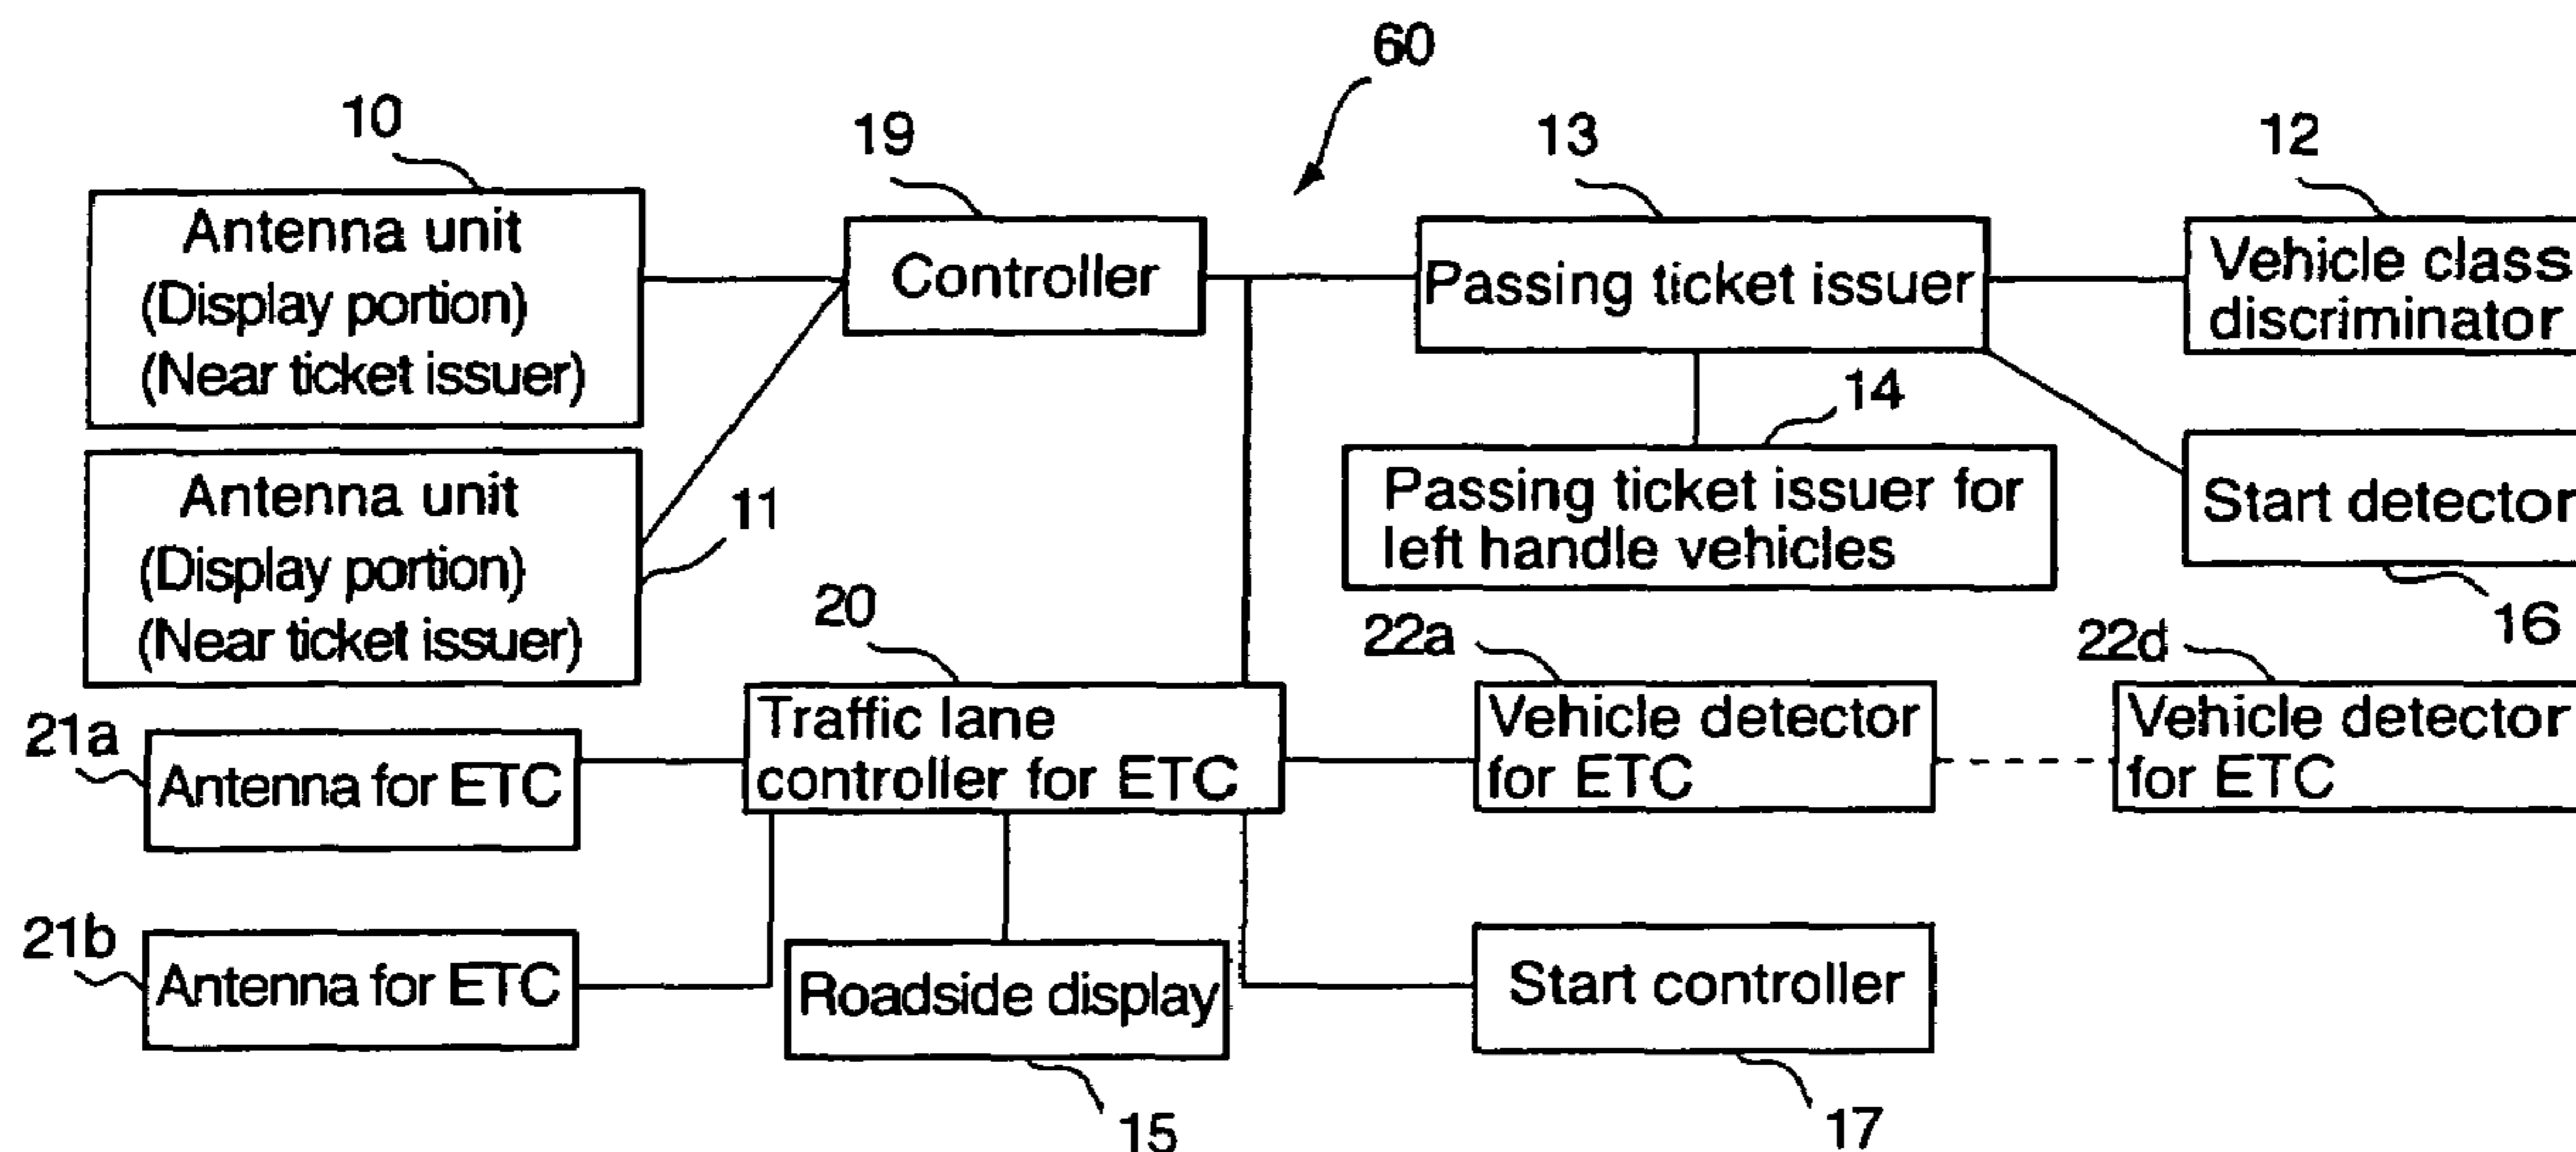 60
10
19
13
12
Antenna unit
(Display portion)
(Near ticket issuer)
Controller
Passing ticket issuer
Vehicle class
discriminator
14
Antenna unit
(Display portion)
(Near ticket issuer)
11
Passing ticket issuer for
left handle vehicles
Start detector
16
20
22a
22d
21a
Antenna for ETC
Traffic lane
controller for ETC
Vehicle detector
for ETC
Vehicle detector
for ETC
21b
Antenna for ETC
Roadside display
Start controller
15
17